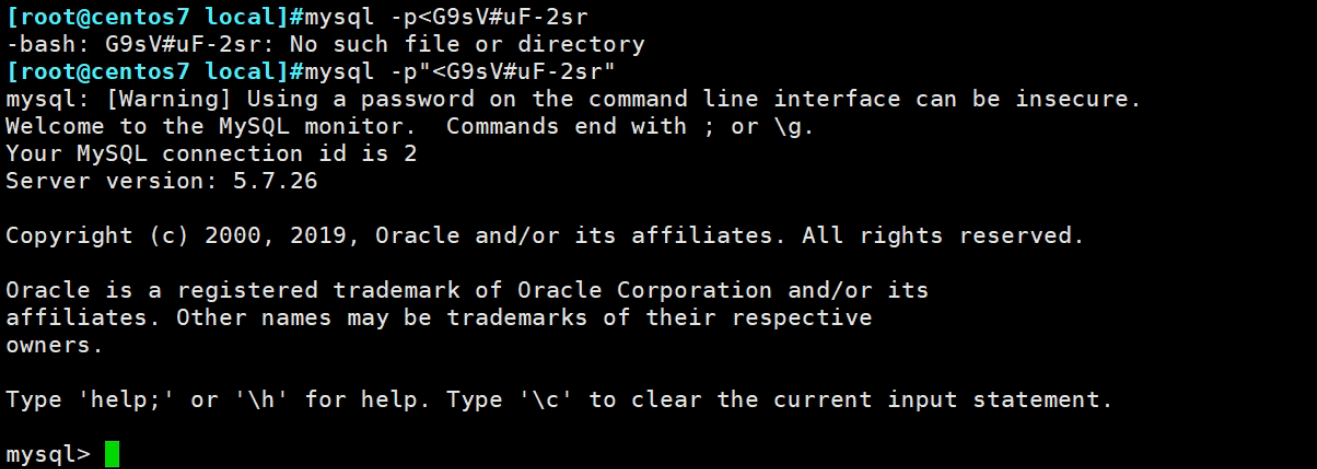 [root@centos7 local]#mysql -p<G9sV#uF-2sr
-bash: G9sV#uF-2sr: No such file or directory
[root@centos7 local]#mysql -p"<G9sV#uF-2sr"
mysql: [Warning] Using a password on the command line interface can be insecure.
Welcome to the MySQL monitor.  Commands end with ; or \g.
Your MySQL connection id is 2
Server version: 5.7.26
Copyright (c) 2000, 2019, Oracle and/or its affiliates. All rights reserved.
Oracle is a registered trademark of Oracle Corporation and/or its
affiliates. Other names may be trademarks of their respective
owners.
Type 'help;' or '\h' for help. Type '\c' to clear the current input statement.
mysql>